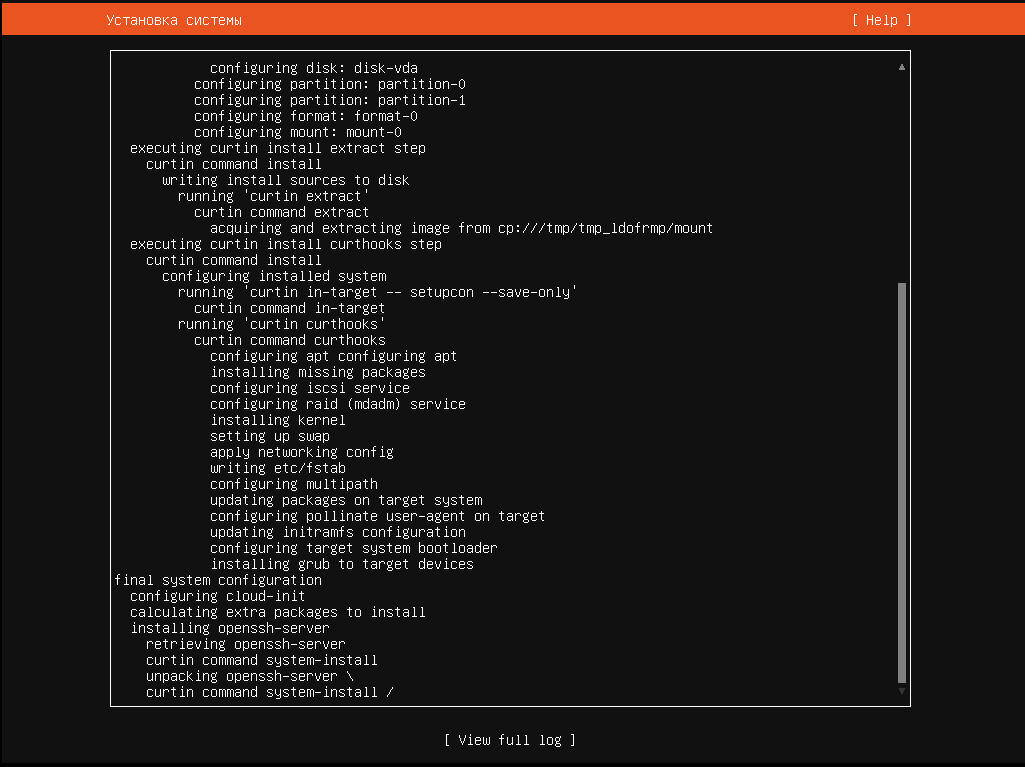 Установка системы [ Help ]
configuring disk: disk-vda
configuring partition: partition-0
configuring partition: partition-1
configuring format: format-0
configuring mount: mount-0
executing curtin install extract step
curtin command install
writing install sources to disk
running 'curtin extract'
curtin command extract
acquiring and extracting image from cp:///tmp/tmp_ldofrmp/mount
executing curtin install curthooks step
curtin command install
configuring installed system
running 'curtin in-target -- setupcon --save-only'
curtin command in-target
running 'curtin curthooks'
curtin command curthooks
configuring apt configuring apt
installing missing packages
configuring iscsi service
configuring raid (mdadm) service
installing kernel
setting up swap
apply networking config
writing etc/fstab
configuring multipath
updating packages on target system
configuring pollinate user-agent on target
updating initramfs configuration
configuring target system bootloader
installing grub to target devices
final system configuration
configuring cloud-init
calculating extra packages to install
installing openssh-server
retrieving openssh-server
curtin command system-install
unpacking openssh-server \
curtin command system-install /
[ View full log ]